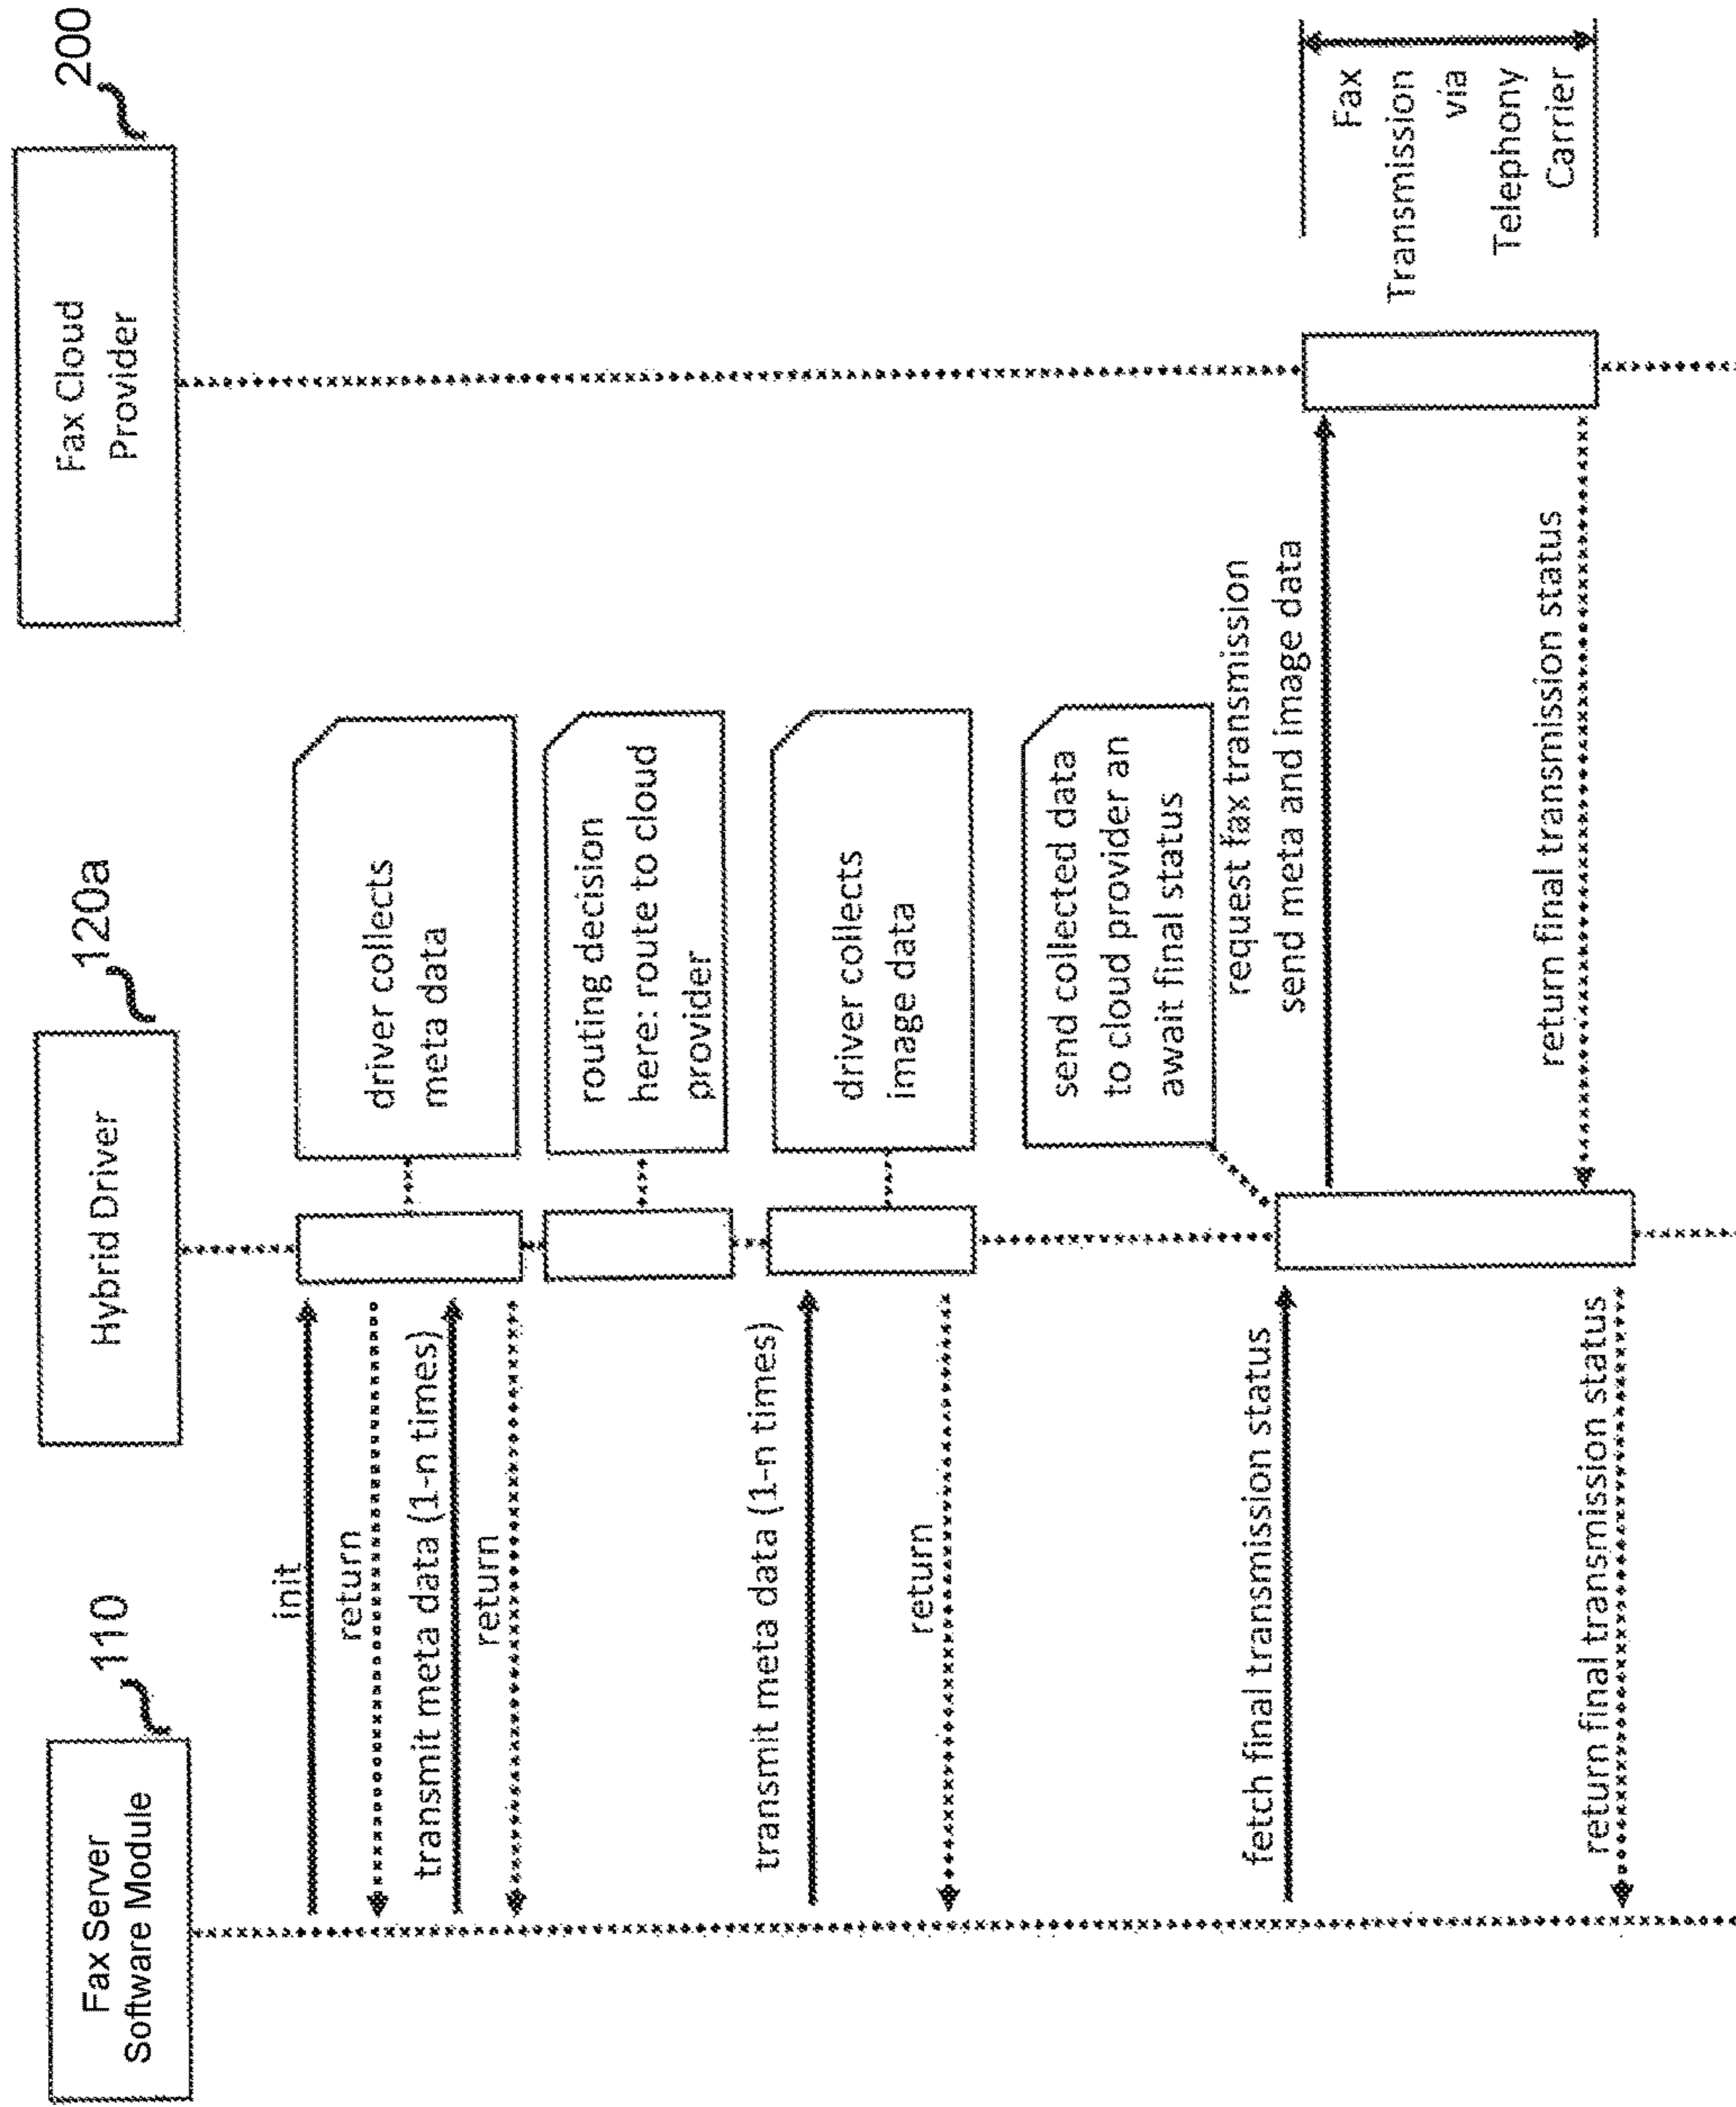 Fax Server
Software Module
110
Hybrid Driver
120a
Fax Cloud
Provider
200
init
return
transmit meta data (1-n times)
return
driver collects
meta data
routing decision
here: route to cloud
provider
transmit meta data (1-n times)
return
driver collects
image data
send collected data
to cloud provider an
await final status
fetch final transmission status
request fax transmission
send meta and image data
Fax
Transmission
via
Telephony
Carrier
return final transmission status
return final transmission status